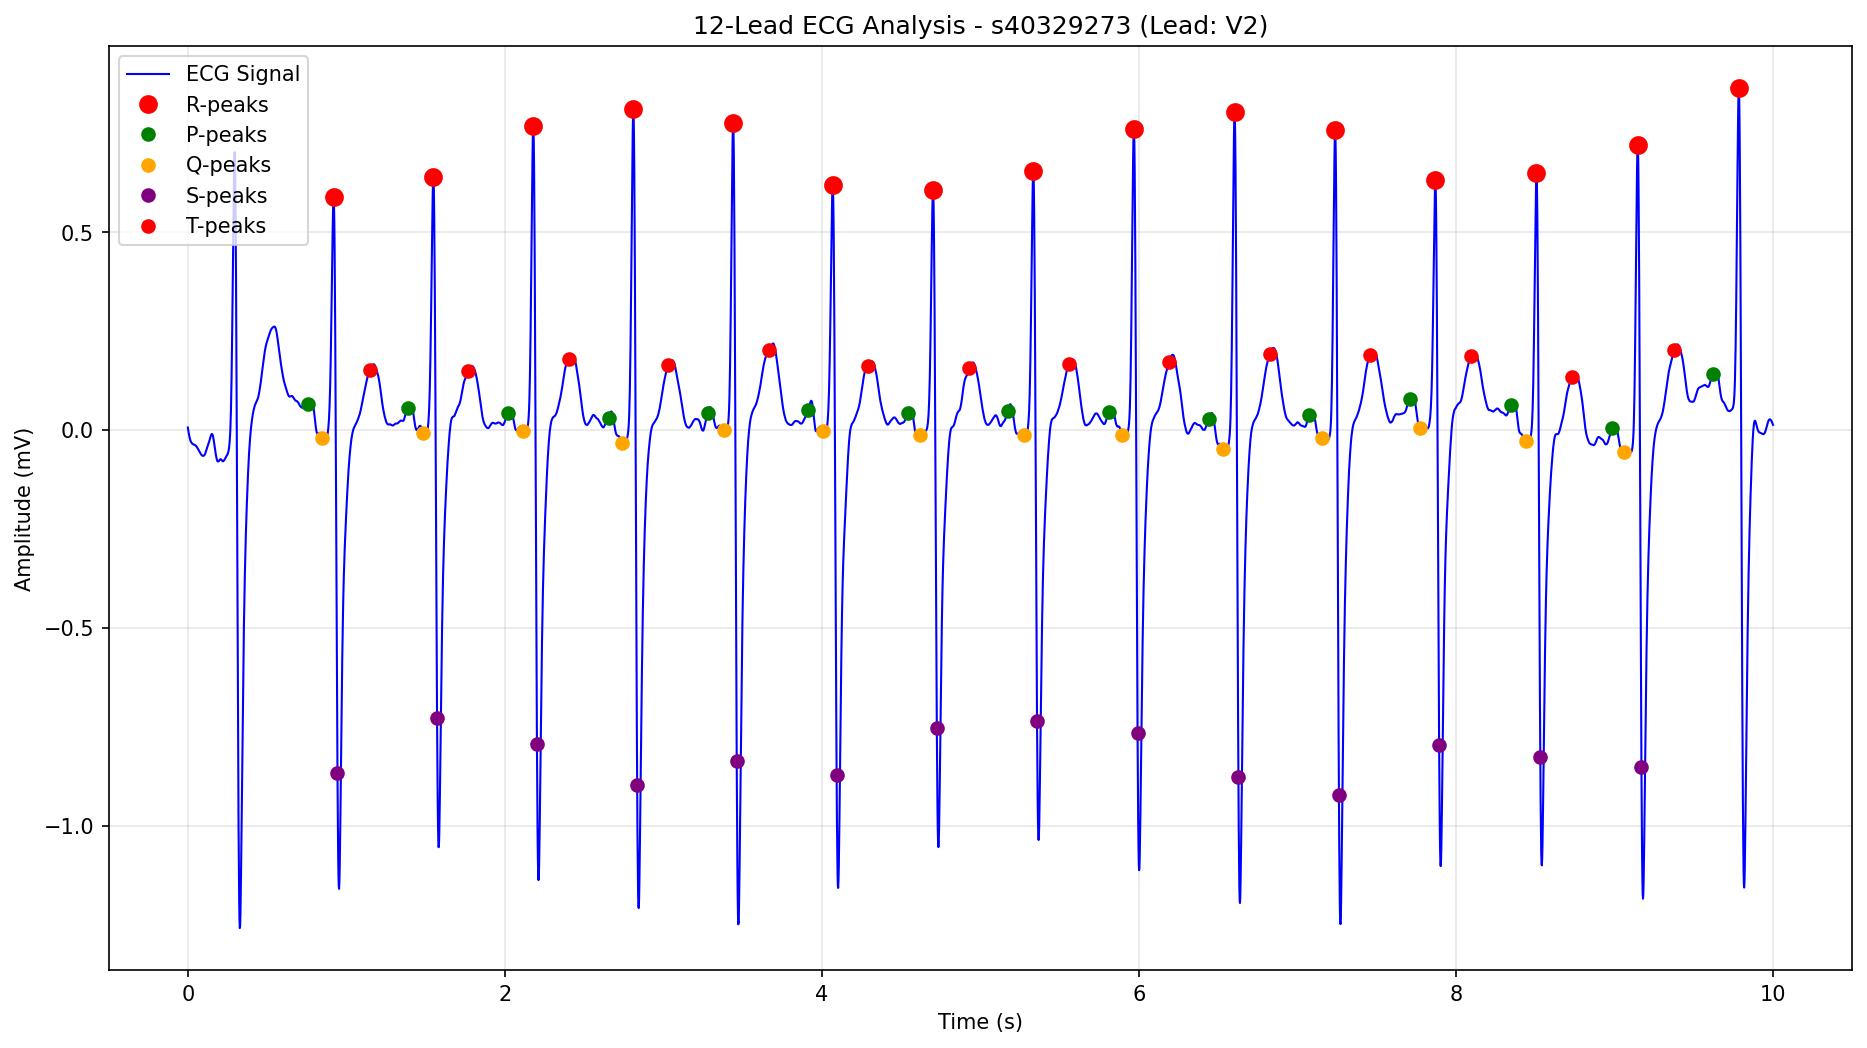 12-Lead ECG Analysis - s40329273 (Lead: V2)
ECG Signal
R-peaks
P-peaks
Q-peaks
S-peaks
T-peaks
Amplitude (mV)
0.5
0.0
−0.5
−1.0
0 2 4 6 8 10
Time (s)